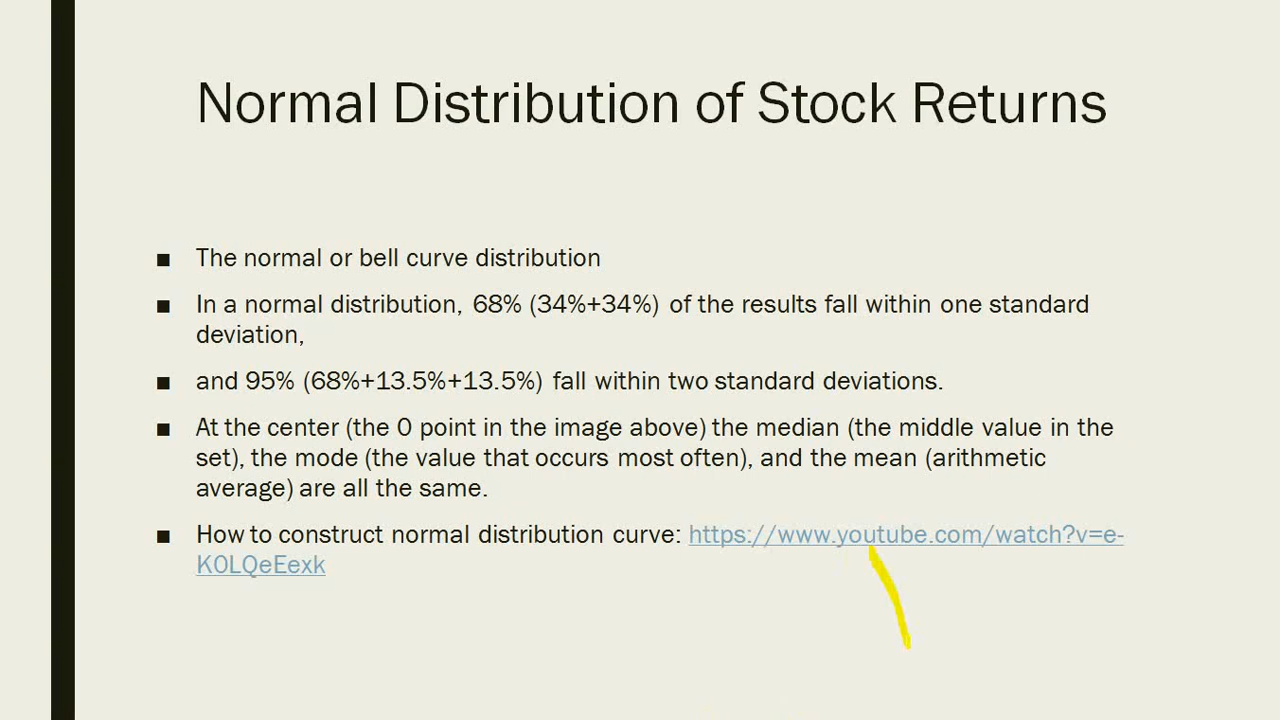 Normal Distribution of Stock Returns
■ The normal or bell curve distribution
■ In a normal distribution, 68% (34%+34%) of the results fall within one standard
deviation,
■ and 95% (68%+13.5%+13.5%) fall within two standard deviations.
■ At the center (the 0 point in the image above) the median (the middle value in the
set), the mode (the value that occurs most often), and the mean (arithmetic
average) are all the same.
■ How to construct normal distribution curve: https://www.youtube.com/watch?v=e-
K0LQeEexk